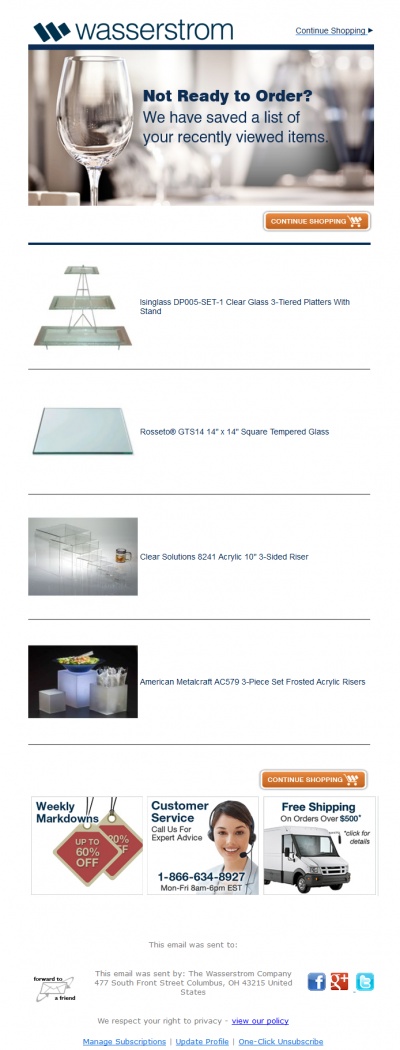 wasserstrom
Continue Shopping
Not Ready to Order?
We have saved a list of
your recently viewed items.
CONTINUE SHOPPING
Isinglass DP005-SET-1 Clear Glass 3-Tiered Platters With
Stand
Rosseto® GTS14 14" x 14" Square Tempered Glass
Clear Solutions 8241 Acrylic 10" 3-Sided Riser
American Metalcraft AC579 3-Piece Set Frosted Acrylic Risers
CONTINUE SHOPPING
Weekly
Markdowns
UP TO
60%
OFF
20%
Customer
Service
Call Us For
Expert Advice
1-866-634-8927
Mon-Fri 8am-6pm EST
Free Shipping
On Orders Over $500*
*click for
details
This email was sent to:
forward to
a friend
This email was sent by: The Wasserstrom Company
477 South Front Street Columbus, OH 43215 United
States
We respect your right to privacy - view our policy
Manage Subscriptions | Update Profile | One-Click Unsubscribe